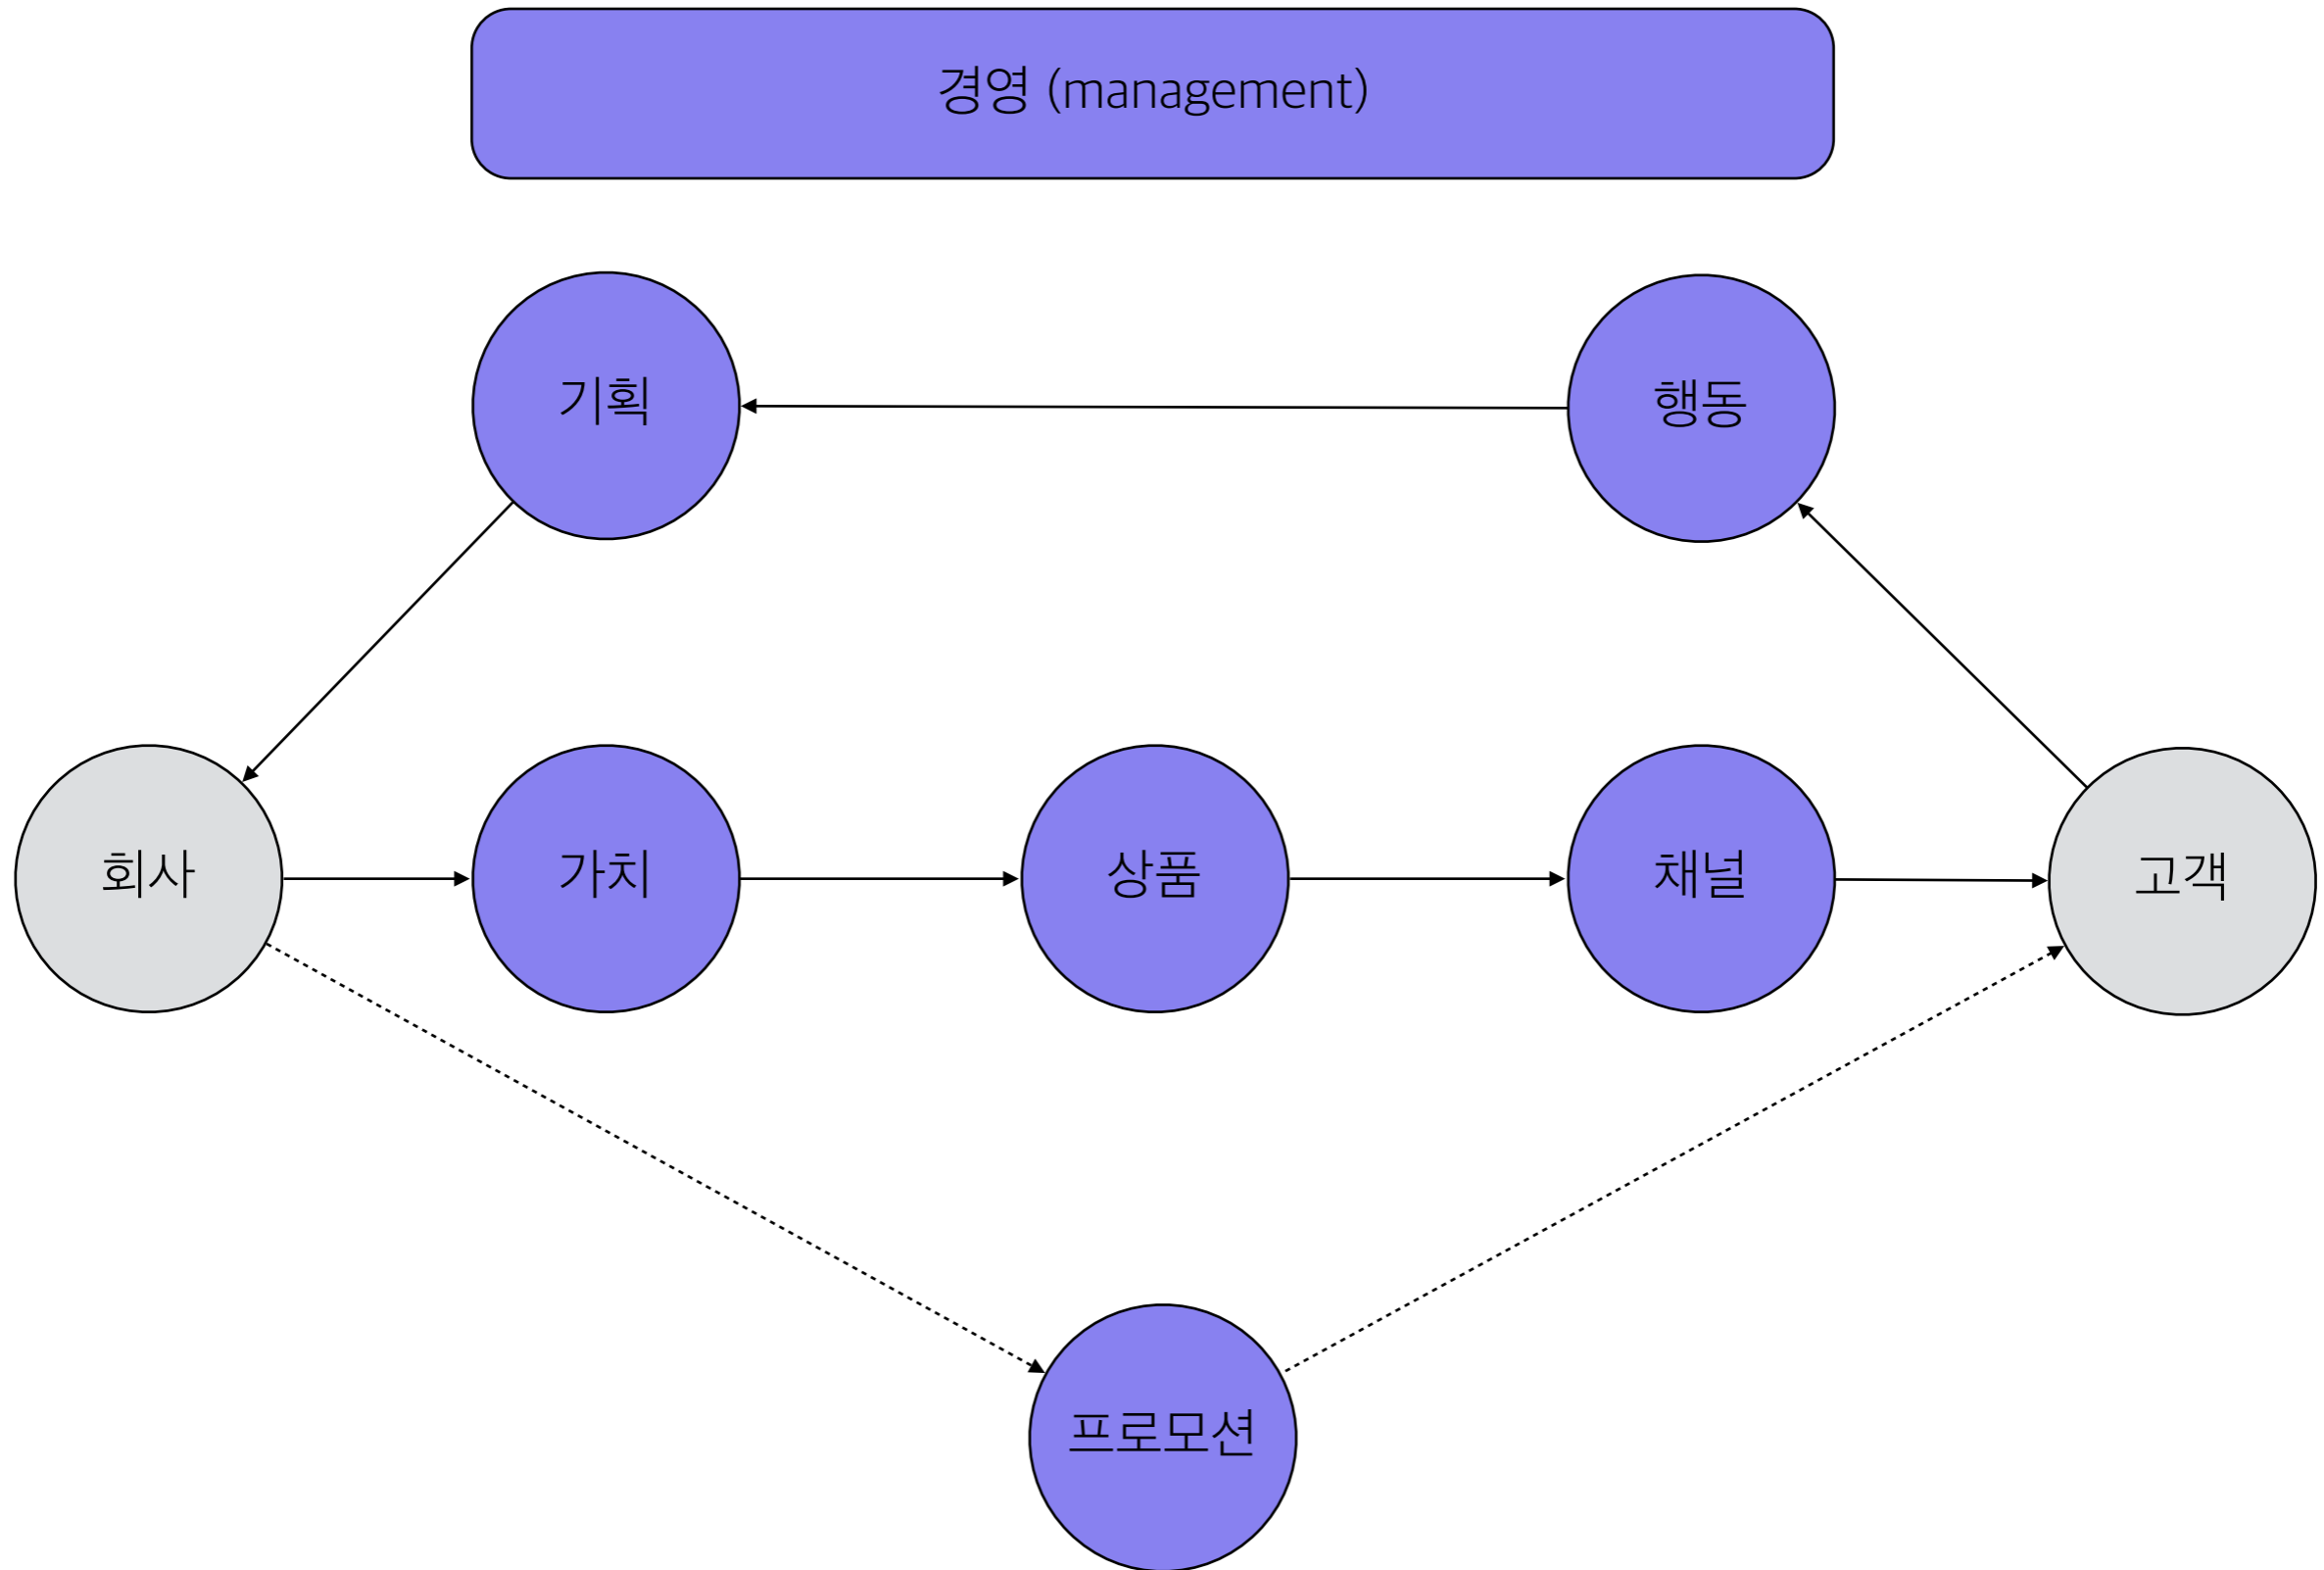 경영 (management)
기획
행동
회사
가치
상품
채널
고객
프로모션